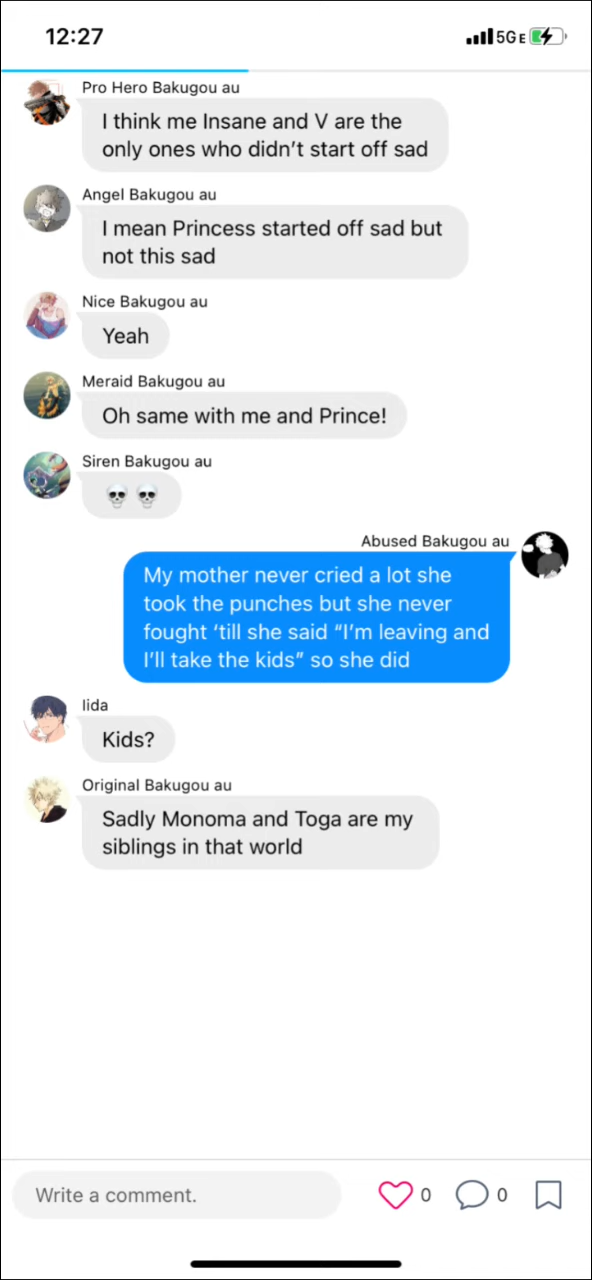 12:27
5GE
Pro Hero Bakugou au
I think me Insane and V are the
only ones who didn’t start off sad
Angel Bakugou au
I mean Princess started off sad but
not this sad
Nice Bakugou au
Yeah
Meraid Bakugou au
Oh same with me and Prince!
Siren Bakugou au
💀💀
Abused Bakugou au
My mother never cried a lot she
took the punches but she never
fought ‘till she said “I’m leaving and
I’ll take the kids” so she did
Iida
Kids?
Original Bakugou au
Sadly Monoma and Toga are my
siblings in that world
Write a comment.
0
0